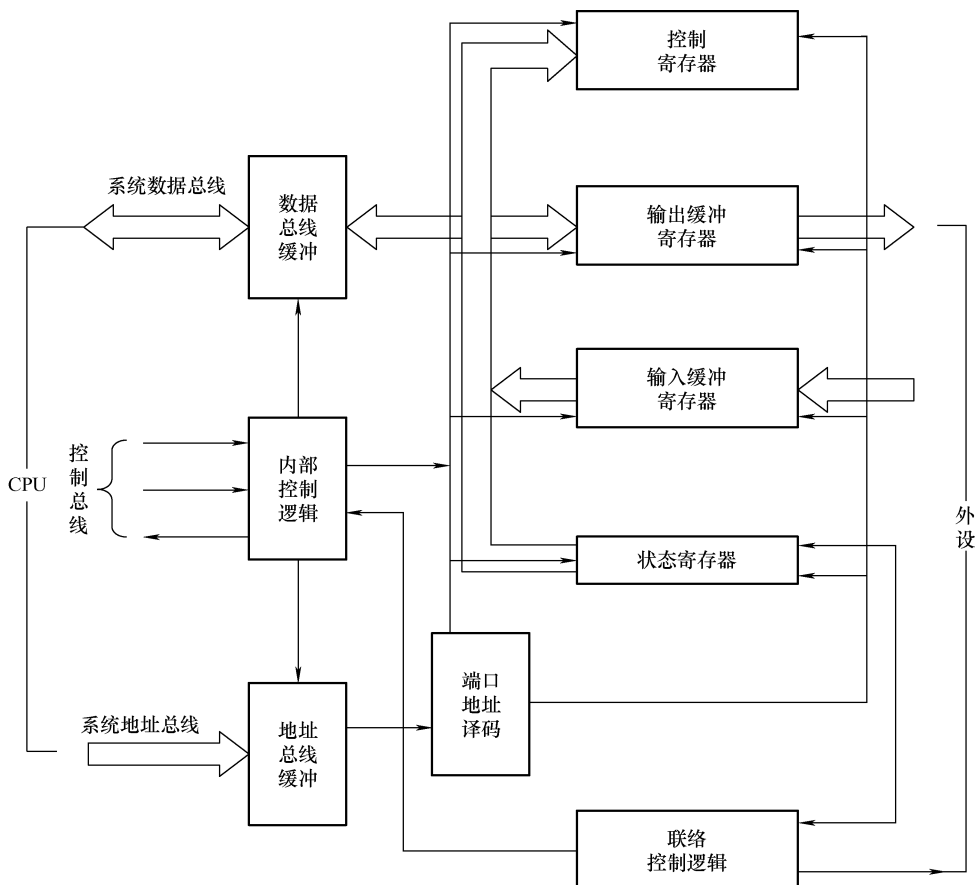 控制
寄存器
系统数据总线
数据
总线
缓冲
输出缓冲
寄存器
输入缓冲
寄存器
CPU
控制总线
内部
控制
逻辑
外设
状态寄存器
端口
地址
译码
系统地址总线
地址
总线
缓冲
联络
控制逻辑